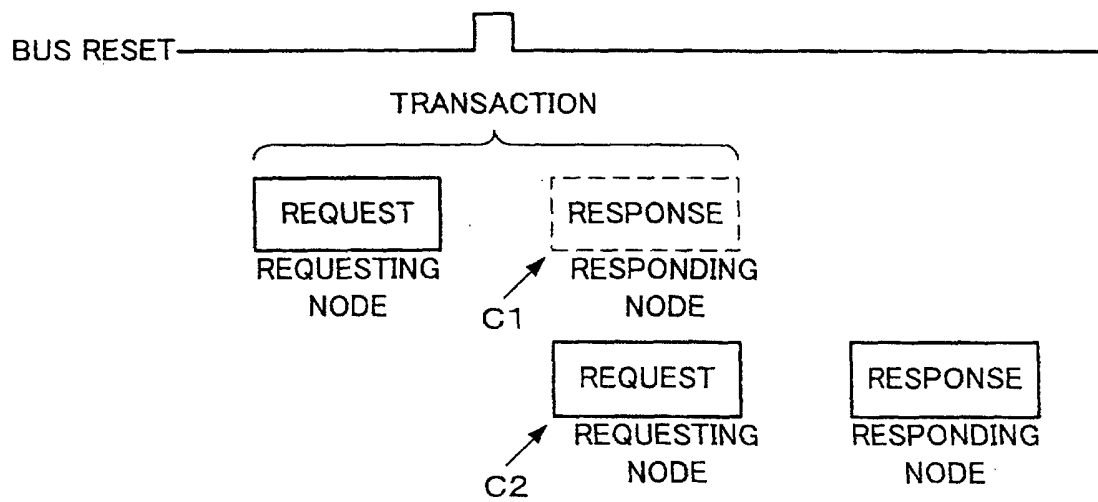 BUS RESET
TRANSACTION
REQUEST
RESPONSE
REQUESTING
NODE
RESPONDING
NODE
C1
REQUEST
RESPONSE
REQUESTING
NODE
RESPONDING
NODE
C2